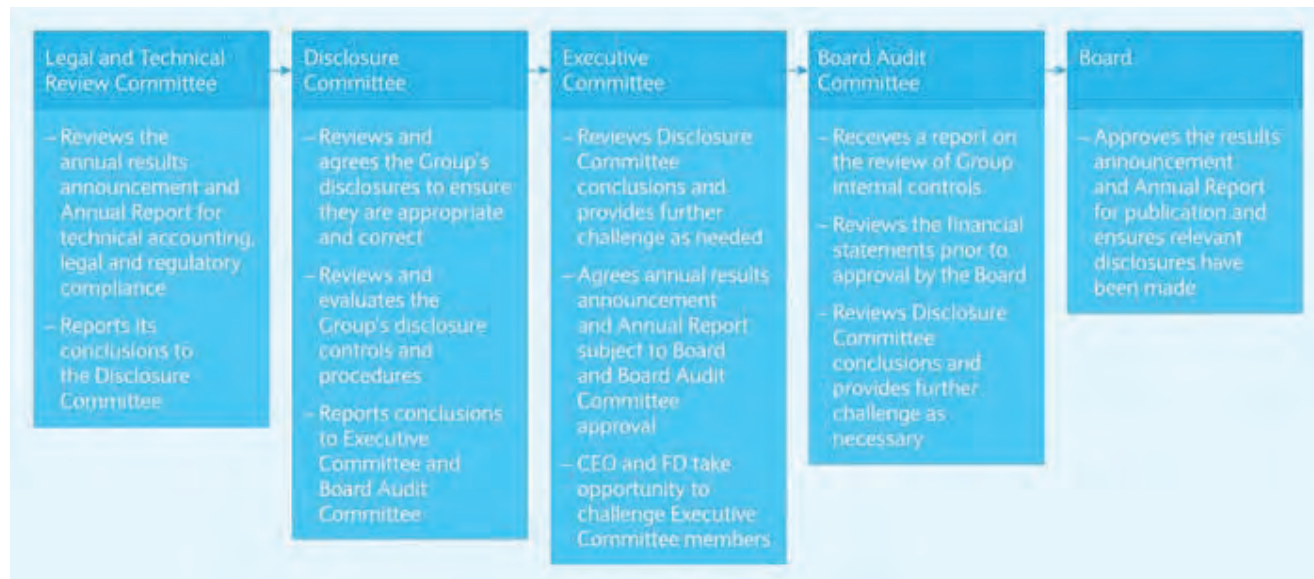 Legal and Technical
Review Committee
– Reviews the
annual results
announcement and
Annual Report for
technical accounting,
legal and regulatory
compliance
– Reports its
conclusions to
the Disclosure
Committee
Disclosure
Committee
– Reviews and
agrees the Group's
disclosures to ensure
they are appropriate
and correct
– Reviews and
evaluates the
Group's disclosure
controls and
procedures
– Reports conclusions
to Executive
Committee and
Board Audit
Committee
Executive
Committee
– Reviews Disclosure
Committee
conclusions and
provides further
challenge as needed
– Agrees annual results
announcement
and Annual Report
subject to Board
and Board Audit
Committee
approval
– CEO and FD take
opportunity to
challenge Executive
Committee members
Board Audit
Committee
– Receives a report on
the review of Group
internal controls
– Reviews the financial
statements prior to
approval by the Board
– Reviews Disclosure
Committee
conclusions and
provides further
challenge as
necessary
Board
– Approves the results
announcement
and Annual Report
for publication and
ensures relevant
disclosures have
been made